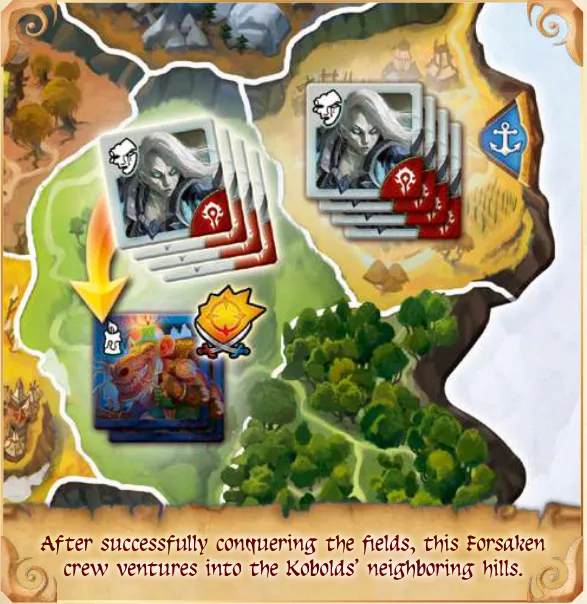 After successfully conquering the fields, this Forsaken
crew ventures into the Kobolds' neighboring hills.